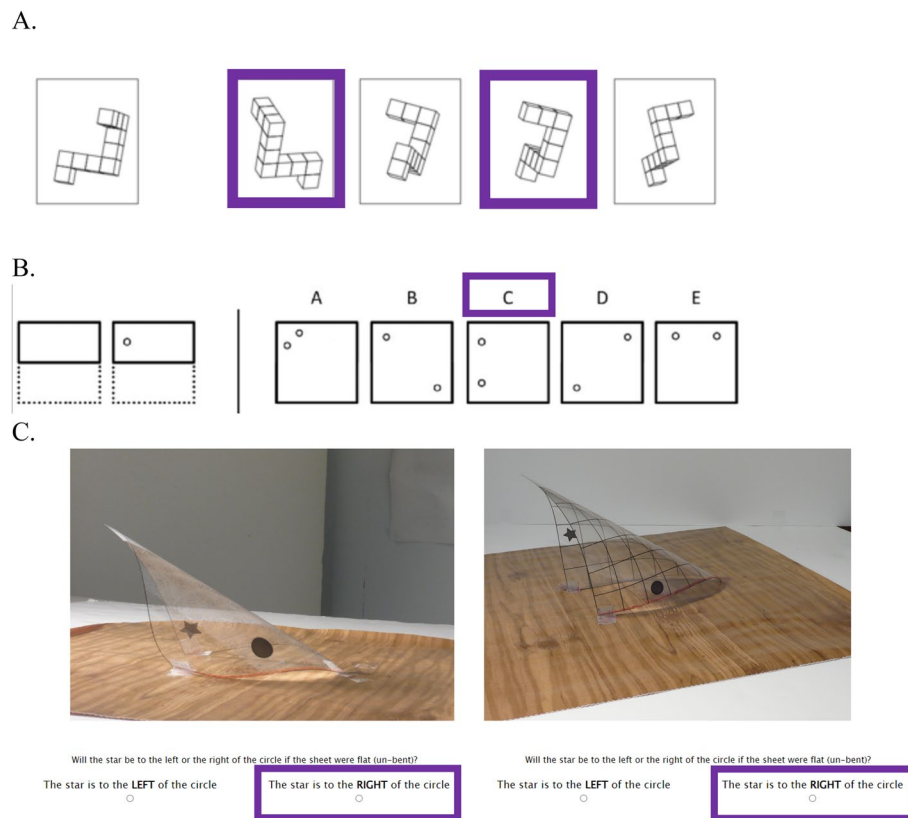 A.
B.
A B C D E
C.
Will the star be to the left or the right of the circle if the sheet were flat (un-bent)?
The star is to the LEFT of the circle
The star is to the RIGHT of the circle
Will the star be to the left or the right of the circle if the sheet were flat (un-bent)?
The star is to the LEFT of the circle
The star is to the RIGHT of the circle